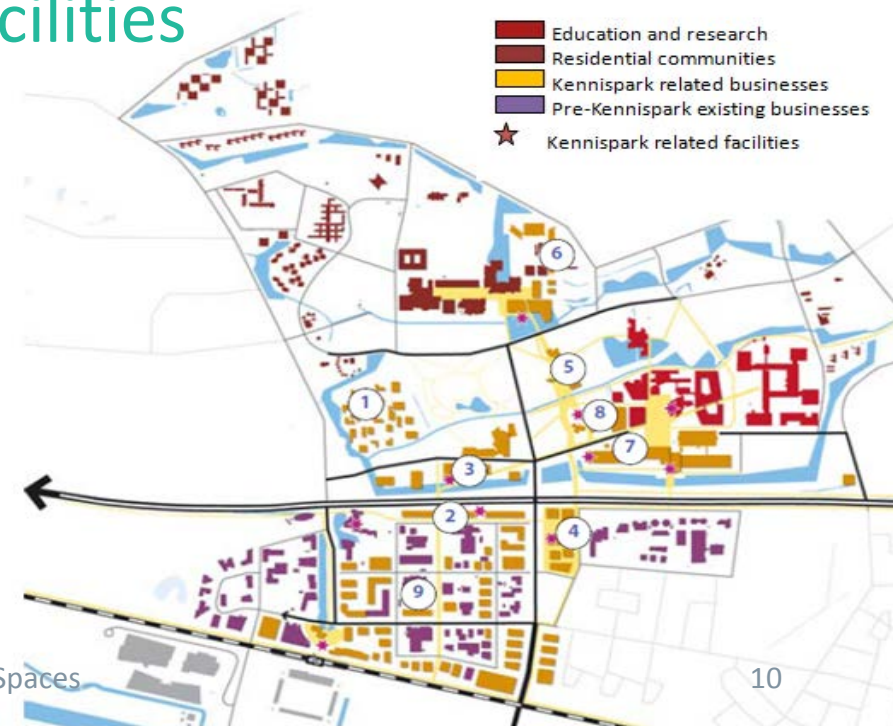 cilities
Education and research
Residential communities
Kennispark related businesses
Pre-Kennispark existing businesses
Kennispark related facilities
6
5
1
8
7
3
2
4
9
Spaces
10